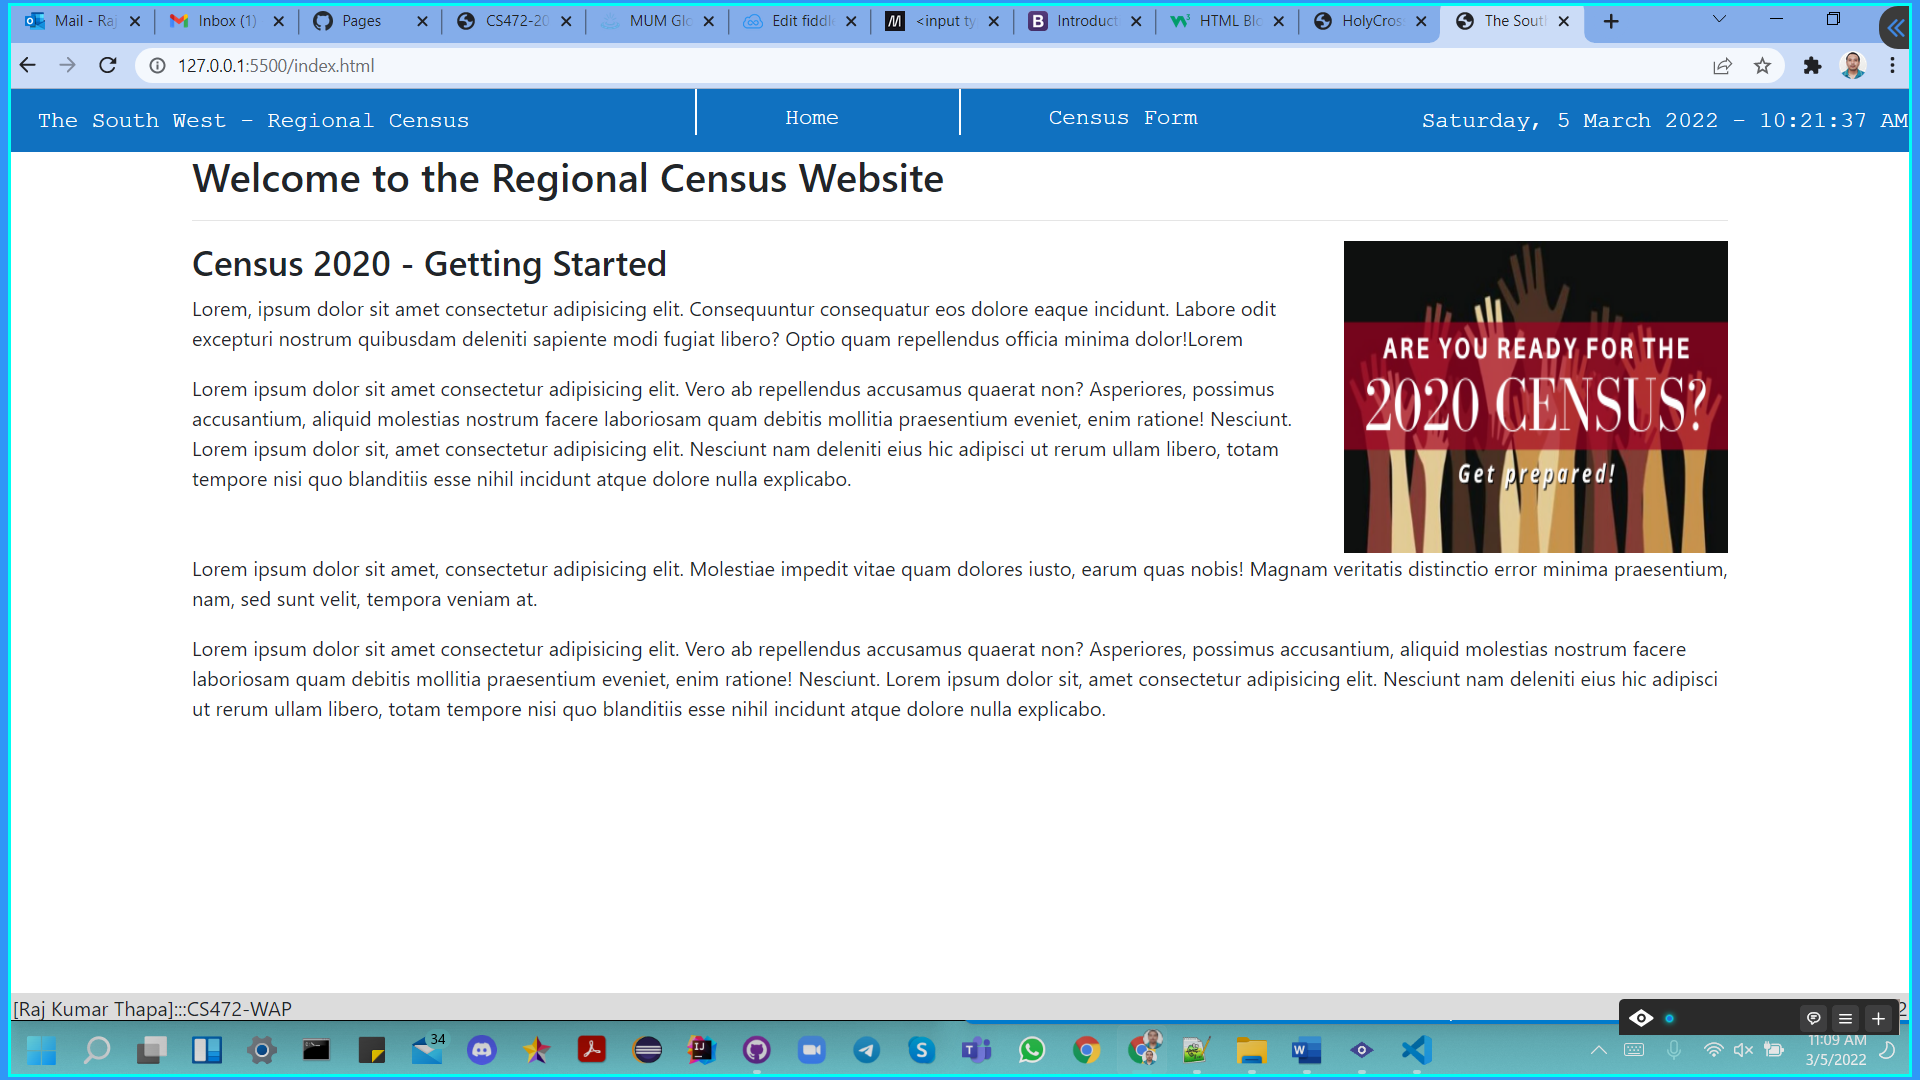 Mail - Raj
Inbox (1)
Pages
CS472-20
MUM Glo
Edit fiddle
<input ty
Introduct
HTML Blo
HolyCross
The South
127.0.0.1:5500/index.html
The South West - Regional Census
Home
Census Form
Saturday, 5 March 2022 - 10:21:37 AM
Welcome to the Regional Census Website
Census 2020 - Getting Started
Lorem, ipsum dolor sit amet consectetur adipisicing elit. Consequuntur consequatur eos dolore eaque incidunt. Labore odit
excepturi nostrum quibusdam deleniti sapiente modi fugiat libero? Optio quam repellendus officia minima dolor!Lorem
Lorem ipsum dolor sit amet consectetur adipisicing elit. Vero ab repellendus accusamus quaerat non? Asperiores, possimus
accusantium, aliquid molestias nostrum facere laboriosam quam debitis mollitia praesentium eveniet, enim ratione! Nesciunt.
Lorem ipsum dolor sit, amet consectetur adipisicing elit. Nesciunt nam deleniti eius hic adipisci ut rerum ullam libero, totam
tempore nisi quo blanditiis esse nihil incidunt atque dolore nulla explicabo.
ARE YOU READY FOR THE
2020 CENSUS?
Get prepared!
Lorem ipsum dolor sit amet, consectetur adipisicing elit. Molestiae impedit vitae quam dolores iusto, earum quas nobis! Magnam veritatis distinctio error minima praesentium,
nam, sed sunt velit, tempora veniam at.
Lorem ipsum dolor sit amet consectetur adipisicing elit. Vero ab repellendus accusamus quaerat non? Asperiores, possimus accusantium, aliquid molestias nostrum facere
laboriosam quam debitis mollitia praesentium eveniet, enim ratione! Nesciunt. Lorem ipsum dolor sit, amet consectetur adipisicing elit. Nesciunt nam deleniti eius hic adipisci
ut rerum ullam libero, totam tempore nisi quo blanditiis esse nihil incidunt atque dolore nulla explicabo.
[Raj Kumar Thapa]:::CS472-WAP
34
11:09 AM
3/5/2022